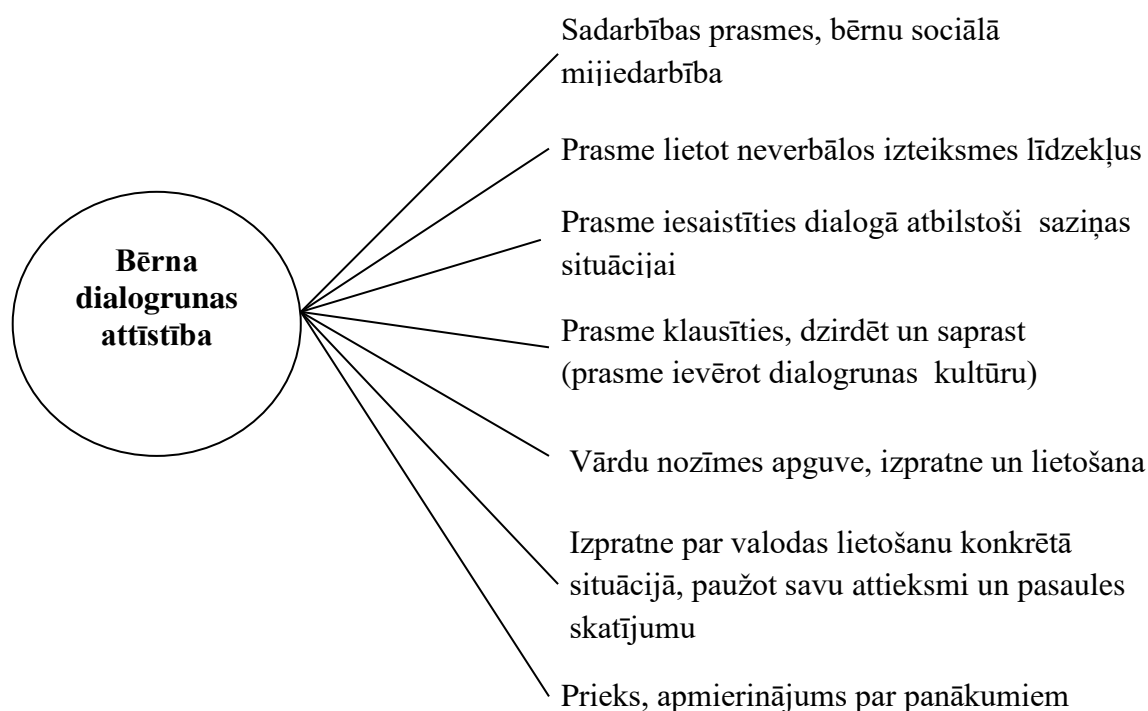 Sadarbības prasmes, bērnu sociālā
mijiedarbība
Prasme lietot neverbālos izteiksmes līdzekļus
Prasme iesaistīties dialogā atbilstoši saziņas
situācijai
Bērna
dialogrunas
attīstība
Prasme klausīties, dzirdēt un saprast
(prasme ievērot dialogrunas kultūru)
Vārdu nozīmes apguve, izpratne un lietošana
Izpratne par valodas lietošanu konkrētā
situācijā, paužot savu attieksmi un pasaules
skatījumu
Prieks, apmierinājums par panākumiem